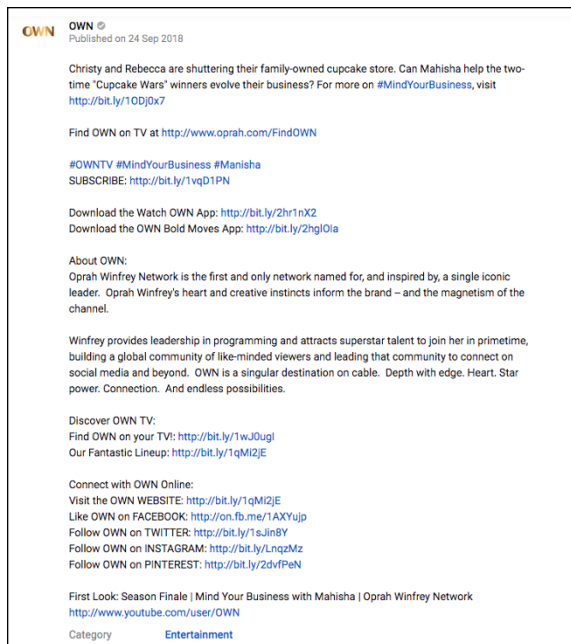 OWN
OWN
Published on 24 Sep 2018
Christy and Rebecca are shuttering their family-owned cupcake store. Can Mahisha help the two-
time "Cupcake Wars" winners evolve their business? For more on #MindYourBusiness, visit
http://bit.ly/1ODj0x7
Find OWN on TV at http://www.oprah.com/FindOWN
#OWNTV #MindYourBusiness #Manisha
SUBSCRIBE: http://bit.ly/1vqD1PN
Download the Watch OWN App: http://bit.ly/2hr1nX2
Download the OWN Bold Moves App: http://bit.ly/2hglOIa
About OWN:
Oprah Winfrey Network is the first and only network named for, and inspired by, a single iconic
leader.  Oprah Winfrey's heart and creative instincts inform the brand – and the magnetism of the
channel.
Winfrey provides leadership in programming and attracts superstar talent to join her in primetime,
building a global community of like-minded viewers and leading that community to connect on
social media and beyond.  OWN is a singular destination on cable.  Depth with edge. Heart. Star
power. Connection.  And endless possibilities.
Discover OWN TV:
Find OWN on your TV!: http://bit.ly/1wJ0ugI
Our Fantastic Lineup: http://bit.ly/1qMi2jE
Connect with OWN Online:
Visit the OWN WEBSITE: http://bit.ly/1qMi2jE
Like OWN on FACEBOOK: http://on.fb.me/1AXYujp
Follow OWN on TWITTER: http://bit.ly/1sJin8Y
Follow OWN on INSTAGRAM: http://bit.ly/LnqzMz
Follow OWN on PINTEREST: http://bit.ly/2dvfPeN
First Look: Season Finale | Mind Your Business with Mahisha | Oprah Winfrey Network
http://www.youtube.com/user/OWN
Category Entertainment